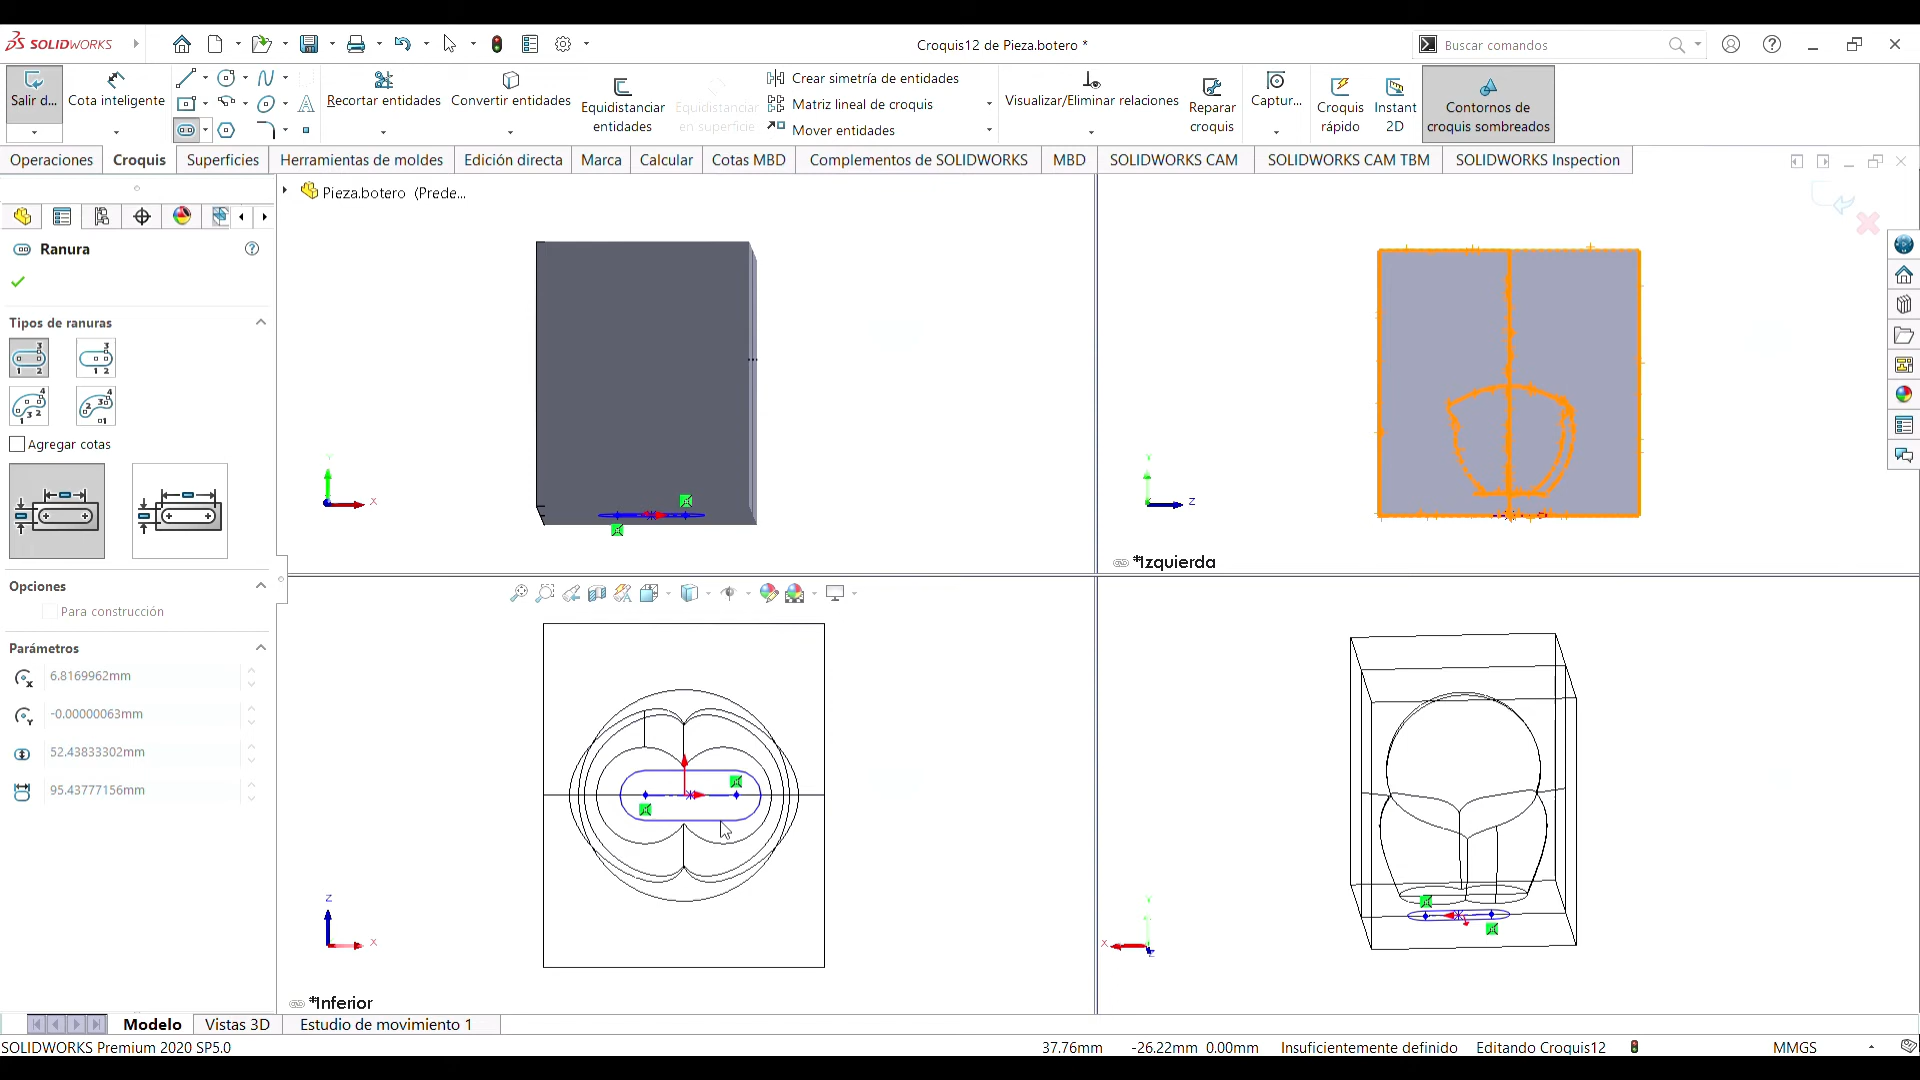 SOLIDWORKS
Croquis12 de Pieza.botero *
Buscar comandos
Salir d...
Cota inteligente
Recortar entidades
Convertir entidades
Equidistanciar
entidades
Equidistanciar
en superficie
Crear simetría de entidades
Matriz lineal de croquis
Mover entidades
Visualizar/Eliminar relaciones
Reparar
croquis
Captur...
Croquis
rápido
Instant
2D
Contornos de
croquis sombreados
Operaciones
Croquis
Superficies
Herramientas de moldes
Edición directa
Marca
Calcular
Cotas MBD
Complementos de SOLIDWORKS
MBD
SOLIDWORKS CAM
SOLIDWORKS CAM TBM
SOLIDWORKS Inspection
Pieza.botero (Prede...
Ranura
Tipos de ranuras
Agregar cotas
Opciones
Para construcción
Parámetros
6.8169962mm
-0.00000063mm
52.43833302mm
95.43777156mm
*Izquierda
*Inferior
Modelo
Vistas 3D
Estudio de movimiento 1
SOLIDWORKS Premium 2020 SP5.0
37.76mm
-26.22mm 0.00mm
Insuficientemente definido
Editando Croquis12
MMGS